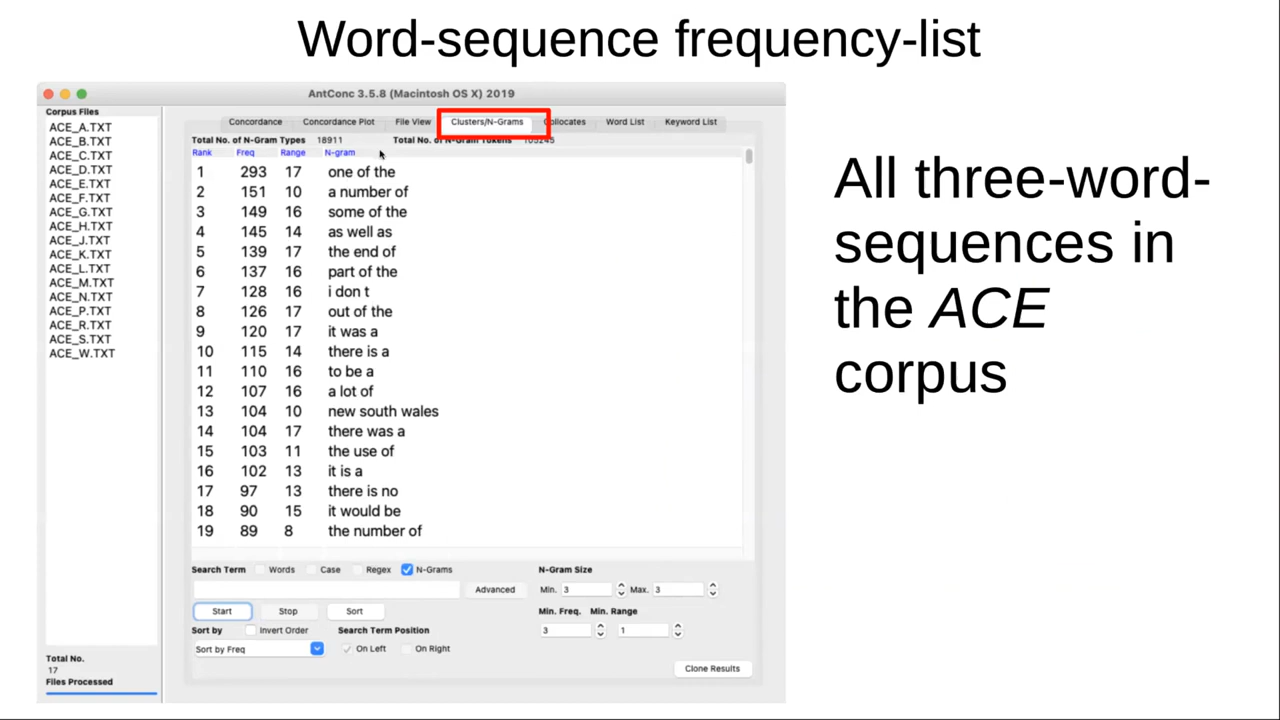 Word-sequence frequency-list
AntConc 3.5.8 (Macintosh OS X) 2019
Corpus Files
ACE_A.TXT
ACE_B.TXT
ACE_C.TXT
ACE_D.TXT
ACE_E.TXT
ACE_F.TXT
ACE_G.TXT
ACE_H.TXT
ACE_J.TXT
ACE_K.TXT
ACE_L.TXT
ACE_M.TXT
ACE_N.TXT
ACE_P.TXT
ACE_R.TXT
ACE_S.TXT
ACE_W.TXT
Total No.
17
Files Processed
Concordance Concordance Plot File View Clusters/N-Grams Collocates Word List Keyword List
Total No. of N-Gram Types 18911 Total No. of N-Gram Tokens
Rank Freq Range N-gram
1 293 17 one of the
2 151 10 a number of
3 149 16 some of the
4 145 14 as well as
5 139 17 the end of
6 137 16 part of the
7 128 16 i don t
8 126 17 out of the
9 120 17 it was a
10 115 14 there is a
11 110 16 to be a
12 107 16 a lot of
13 104 10 new south wales
14 104 17 there was a
15 103 11 the use of
16 102 13 it is a
17 97 13 there is no
18 90 15 it would be
19 89 8 the number of
Search Term Words Case Regex N-Grams N-Gram Size
Advanced Min. 3 Max. 3
Start Stop Sort Min. Freq. Min. Range
3 1
Sort by Invert Order Search Term Position
Sort by Freq On Left On Right
Clone Results
All three-word-
sequences in
the ACE
corpus